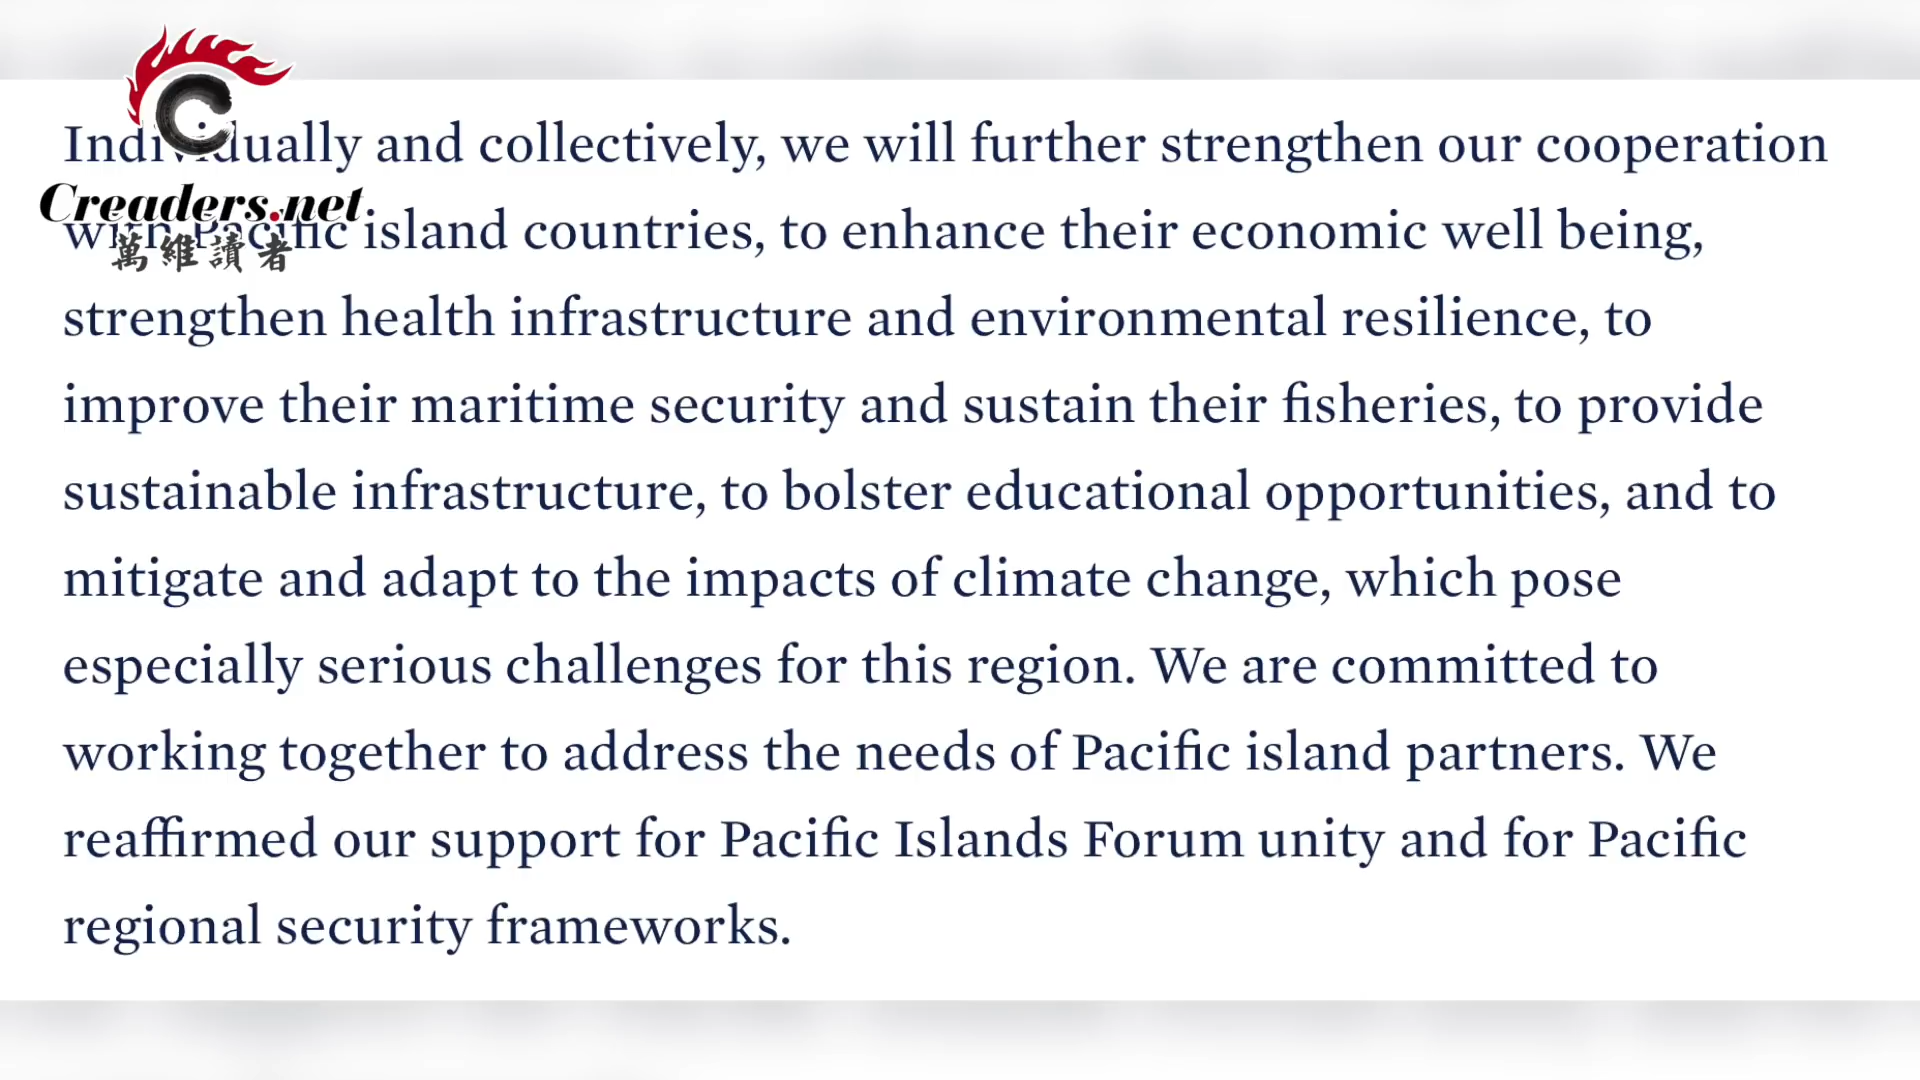 Individually and collectively, we will further strengthen our cooperation
Creaders.net
with Pacific island countries, to enhance their economic well being,
萬維讀者
strengthen health infrastructure and environmental resilience, to
improve their maritime security and sustain their fisheries, to provide
sustainable infrastructure, to bolster educational opportunities, and to
mitigate and adapt to the impacts of climate change, which pose
especially serious challenges for this region. We are committed to
working together to address the needs of Pacific island partners. We
reaffirmed our support for Pacific Islands Forum unity and for Pacific
regional security frameworks.